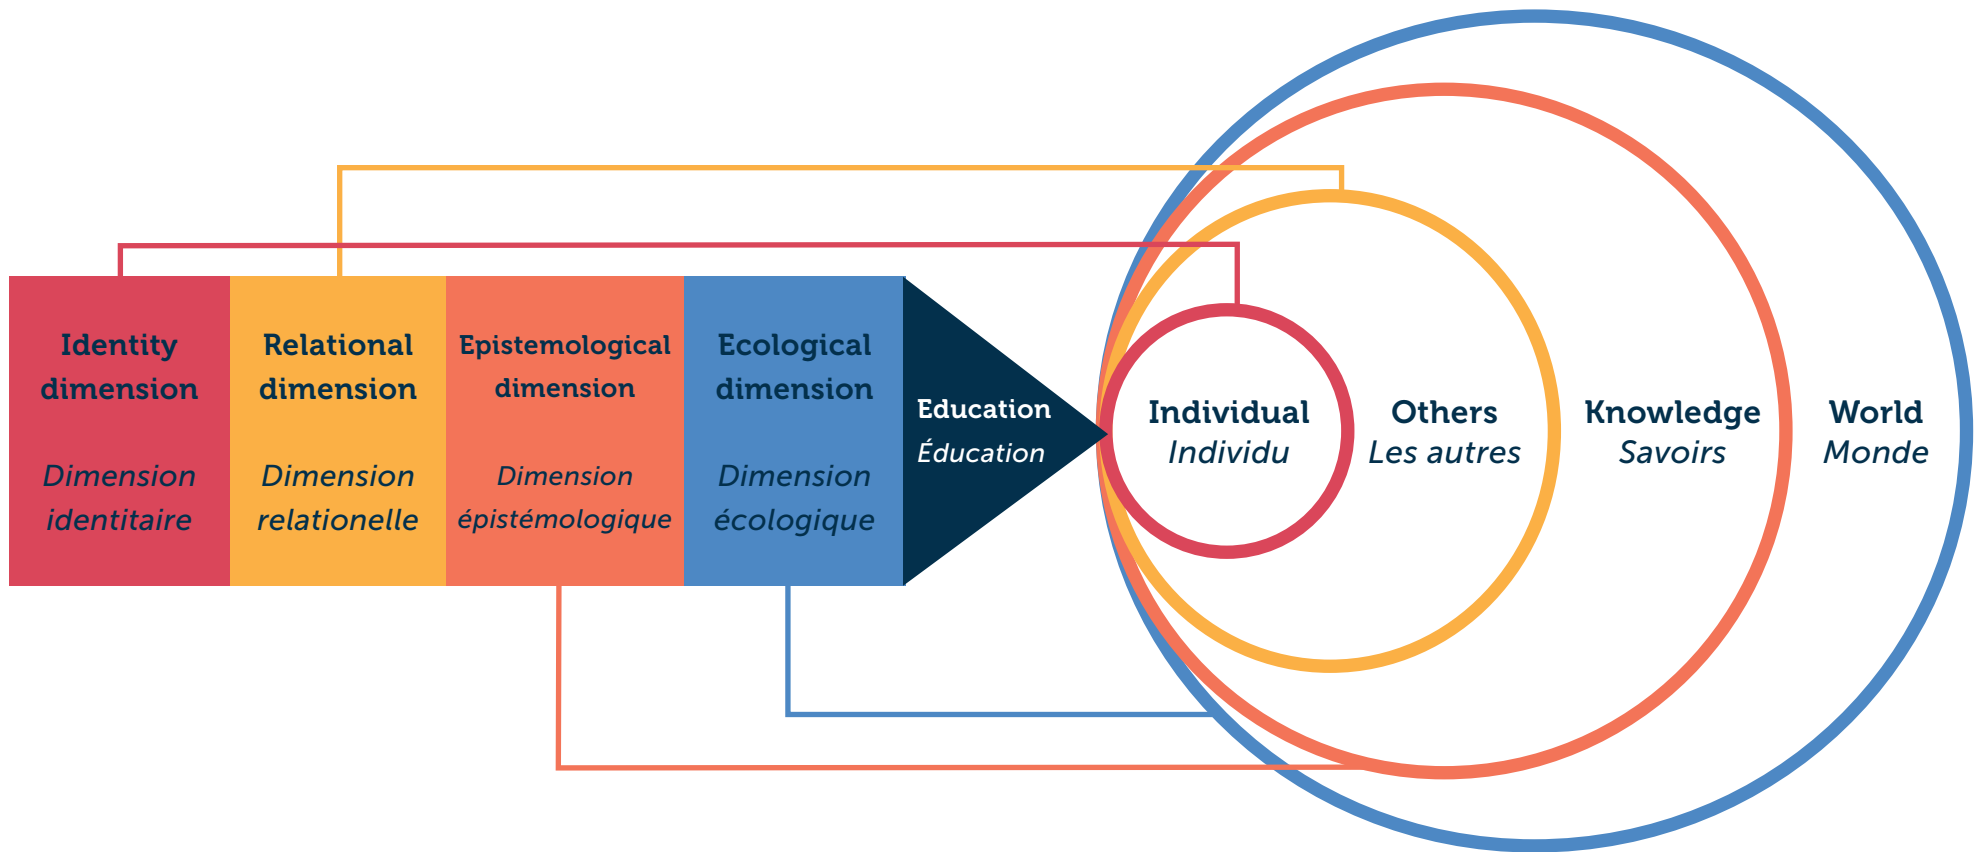 Identity
dimension
Dimension
identitaire
Relational
dimension
Dimension
relationelle
Epistemological
dimension
Dimension
épistémologique
Ecological
dimension
Dimension
écologique
Education
Éducation
Individual
Individu
Others
Les autres
Knowledge
Savoirs
World
Monde